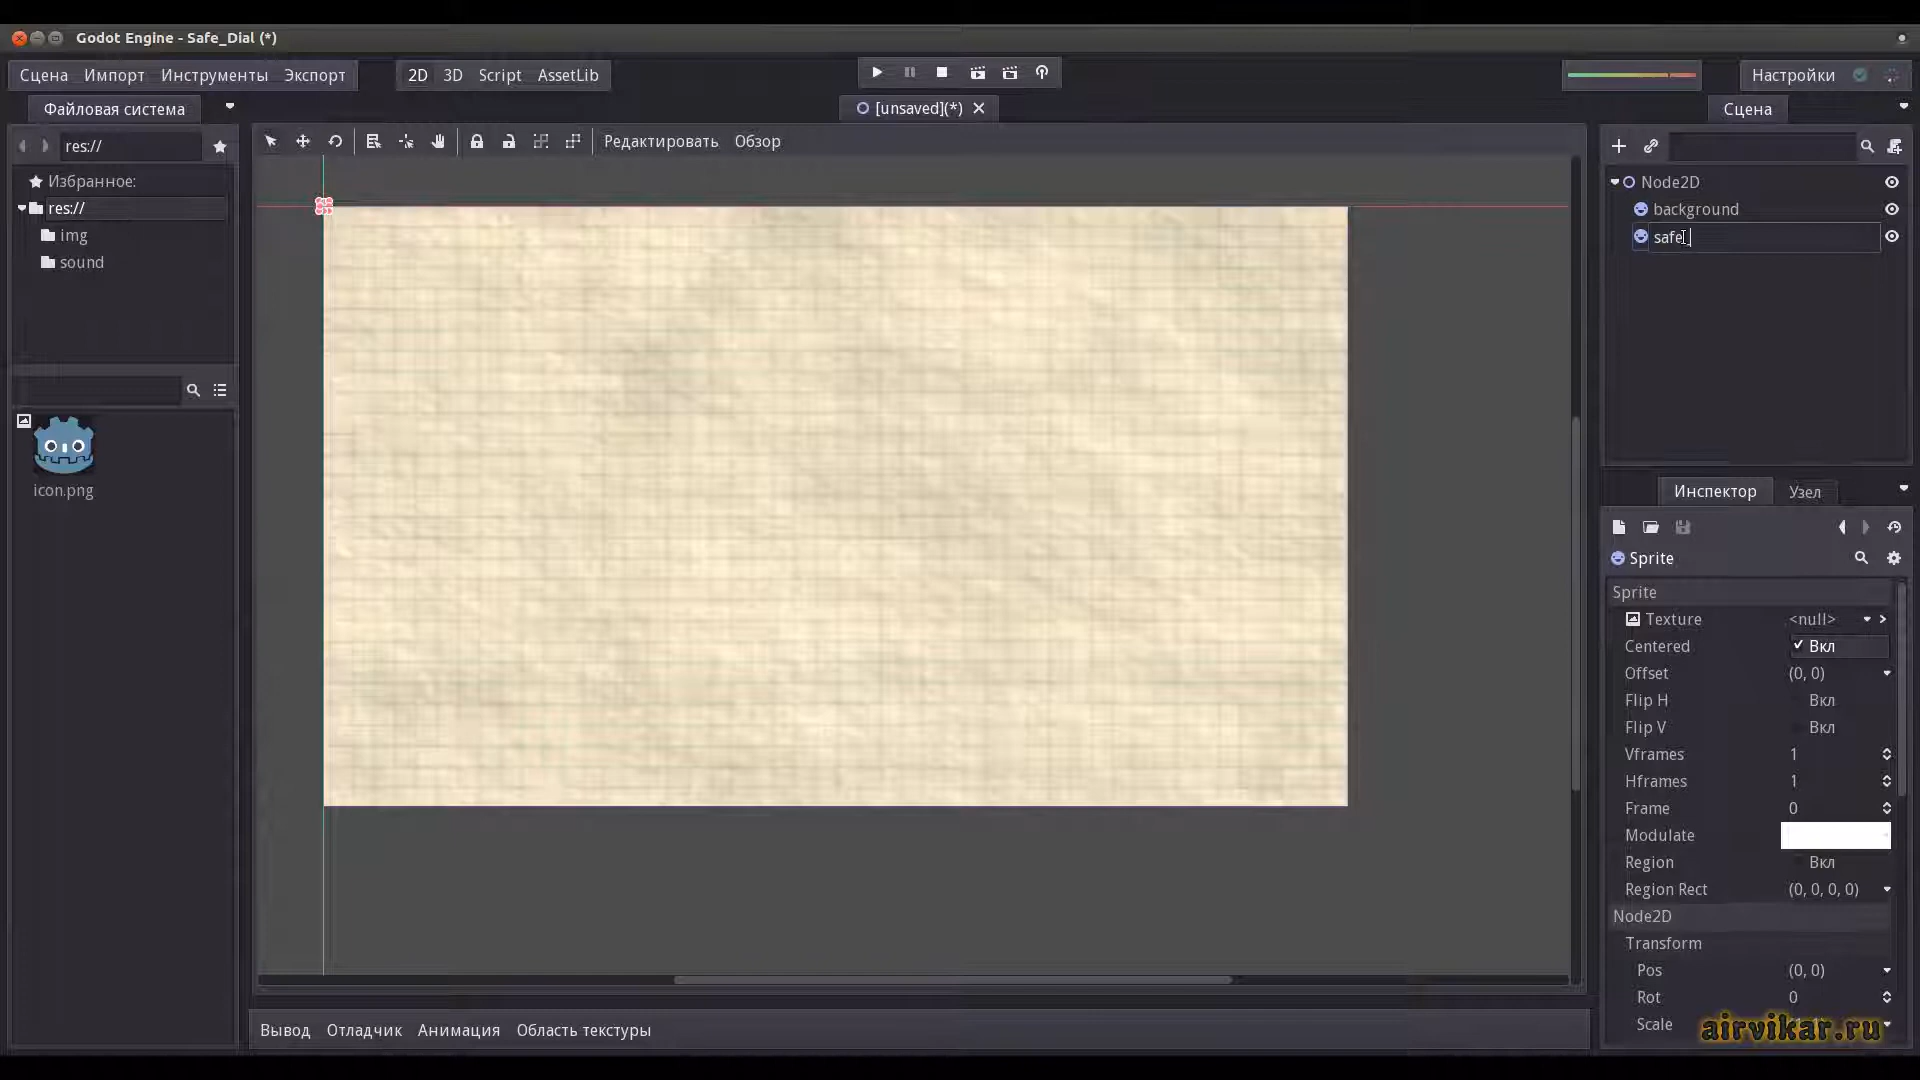 Godot Engine - Safe_Dial (*)
Сцена Импорт Инструменты Экспорт
2D 3D Script AssetLib
Настройки
Файловая система
[unsaved](*)
Сцена
res://
Редактировать Обзор
Избранное:
res://
img
sound
icon.png
Node2D
background
safe
Инспектор Узел
Sprite
Sprite
Texture <null>
Centered Вкл
Offset (0, 0)
Flip H Вкл
Flip V Вкл
Vframes 1
Hframes 1
Frame 0
Modulate
Region Вкл
Region Rect (0, 0, 0, 0)
Node2D
Transform
Pos (0, 0)
Rot 0
Scale
Вывод Отладчик Анимация Область текстуры
airvikar.ru